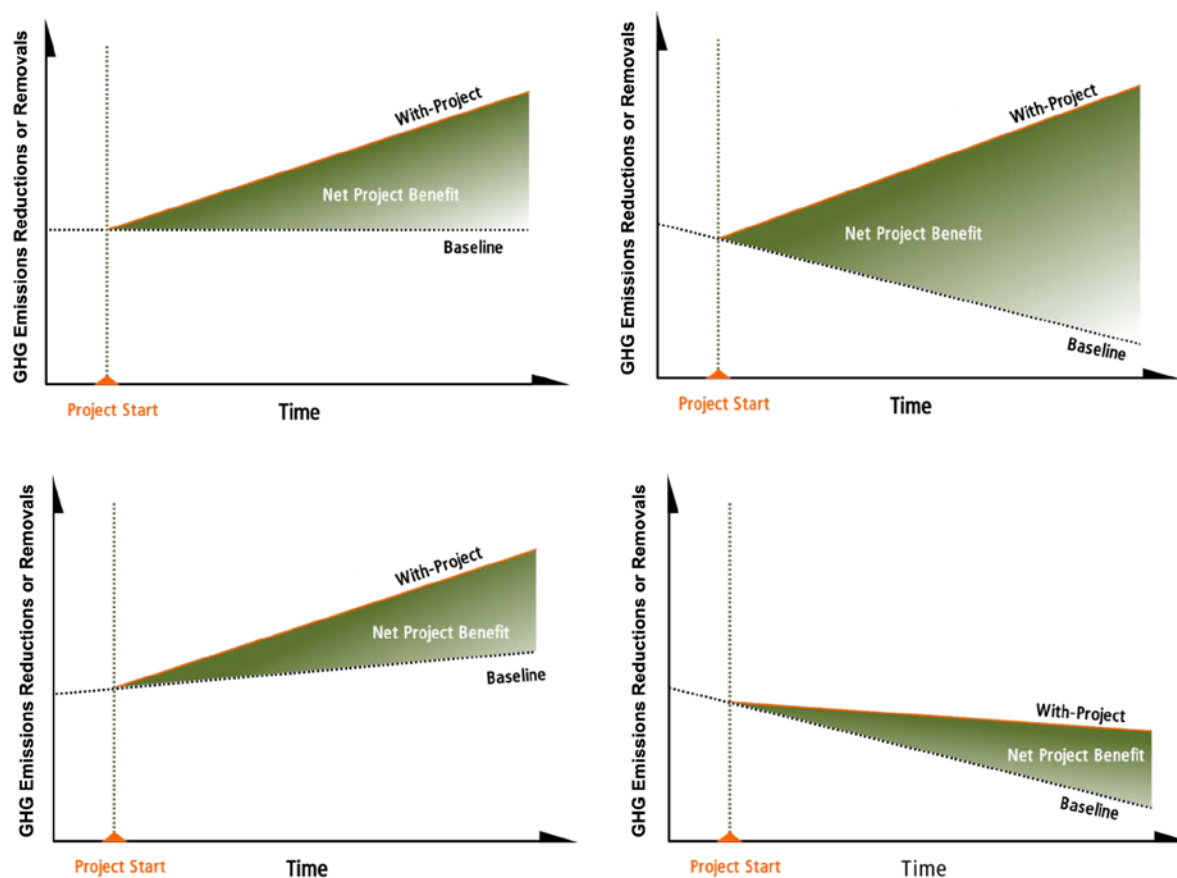 GHG Emissions Reductions or Removals
With-Project
Net Project Benefit
Baseline
Project Start
Time
GHG Emissions Reductions or Removals
With-Project
Net Project Benefit
Baseline
Project Start
Time
GHG Emissions Reductions or Removals
With-Project
Net Project Benefit
Baseline
Project Start
Time
GHG Emissions Reductions or Removals
With-Project
Net Project Benefit
Baseline
Project Start
Time